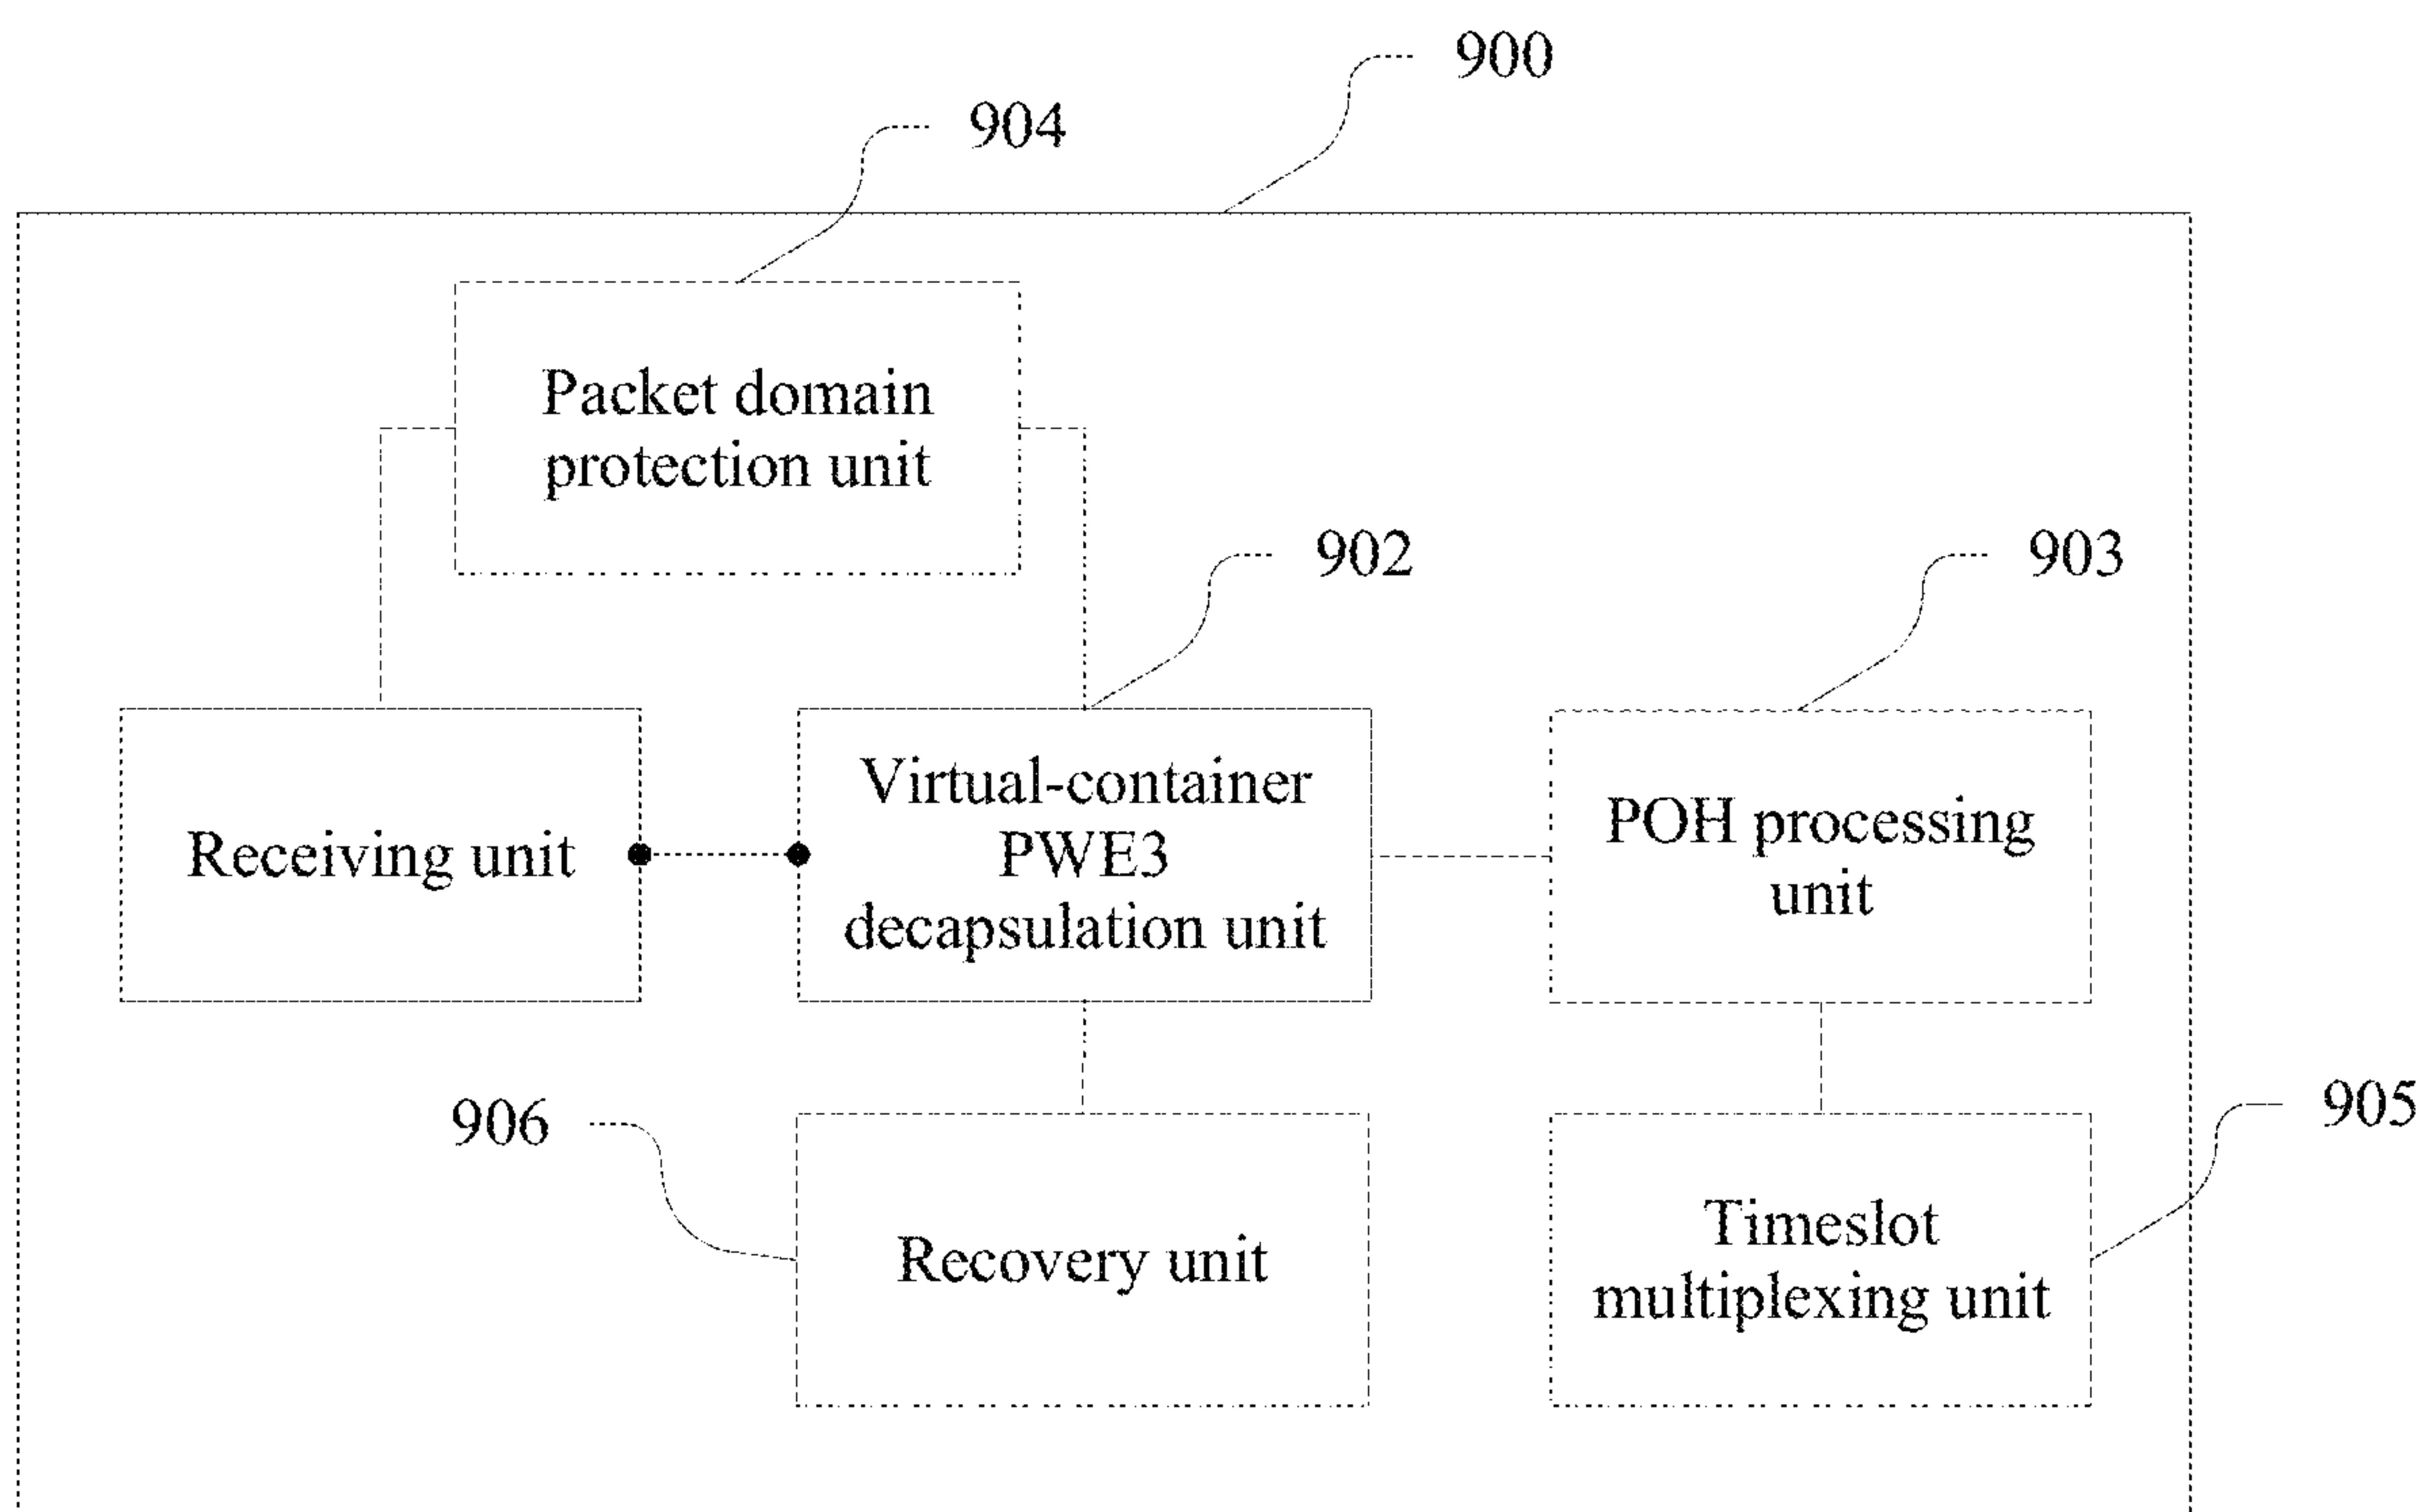 900
904
Packet domain
protection unit
902
903
Receiving unit
Virtual-container
PWE3
decapsulation unit
POH processing
unit
906
905
Recovery unit
Timeslot
multiplexing unit